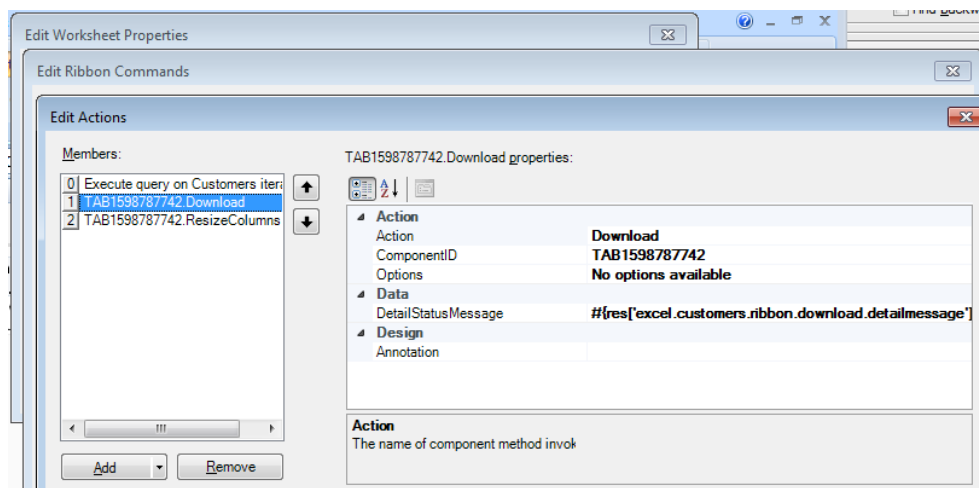 Edit Worksheet Properties
Edit Ribbon Commands
Edit Actions
Members:
0 Execute query on Customers itera
1 TAB1598787742.Download
2 TAB1598787742.ResizeColumns
Add
Remove
TAB1598787742.Download properties:
Action
Action Download
ComponentID TAB1598787742
Options No options available
Data
DetailStatusMessage #{res['excel.customers.ribbon.download.detailmessage']
Design
Annotation
Action
The name of component method invok